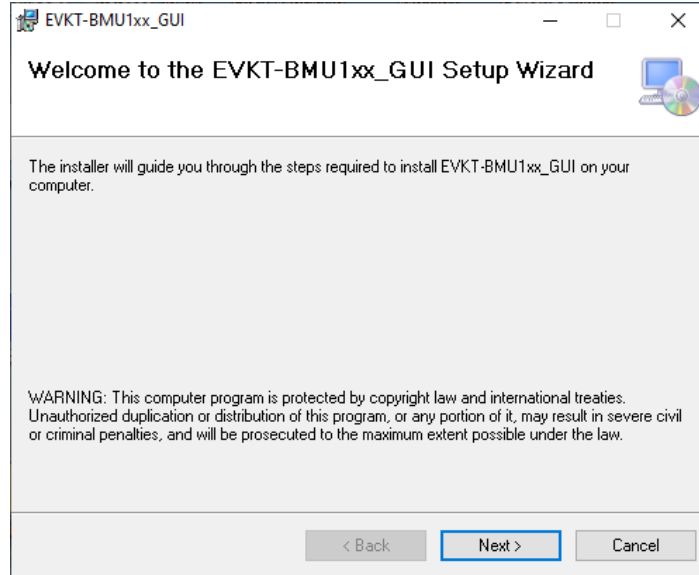 EVKT-BMU1xx_GUI
Welcome to the EVKT-BMU1xx_GUI Setup Wizard
The installer will guide you through the steps required to install EVKT-BMU1xx_GUI on your
computer.
WARNING: This computer program is protected by copyright law and international treaties.
Unauthorized duplication or distribution of this program, or any portion of it, may result in severe civil
or criminal penalties, and will be prosecuted to the maximum extent possible under the law.
< Back Next > Cancel